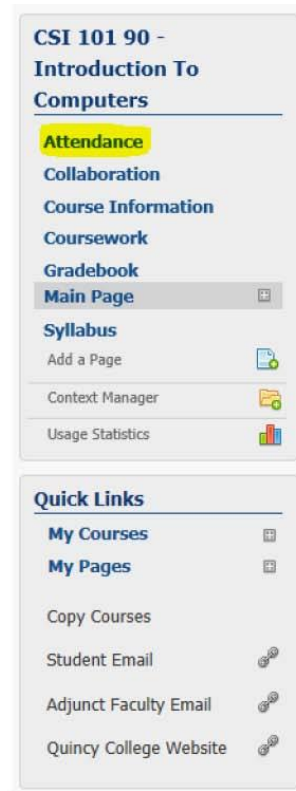 CSI 101 90 -
Introduction To
Computers
Attendance
Collaboration
Course Information
Coursework
Gradebook
Main Page
Syllabus
Add a Page
Context Manager
Usage Statistics
Quick Links
My Courses
My Pages
Copy Courses
Student Email
Adjunct Faculty Email
Quincy College Website